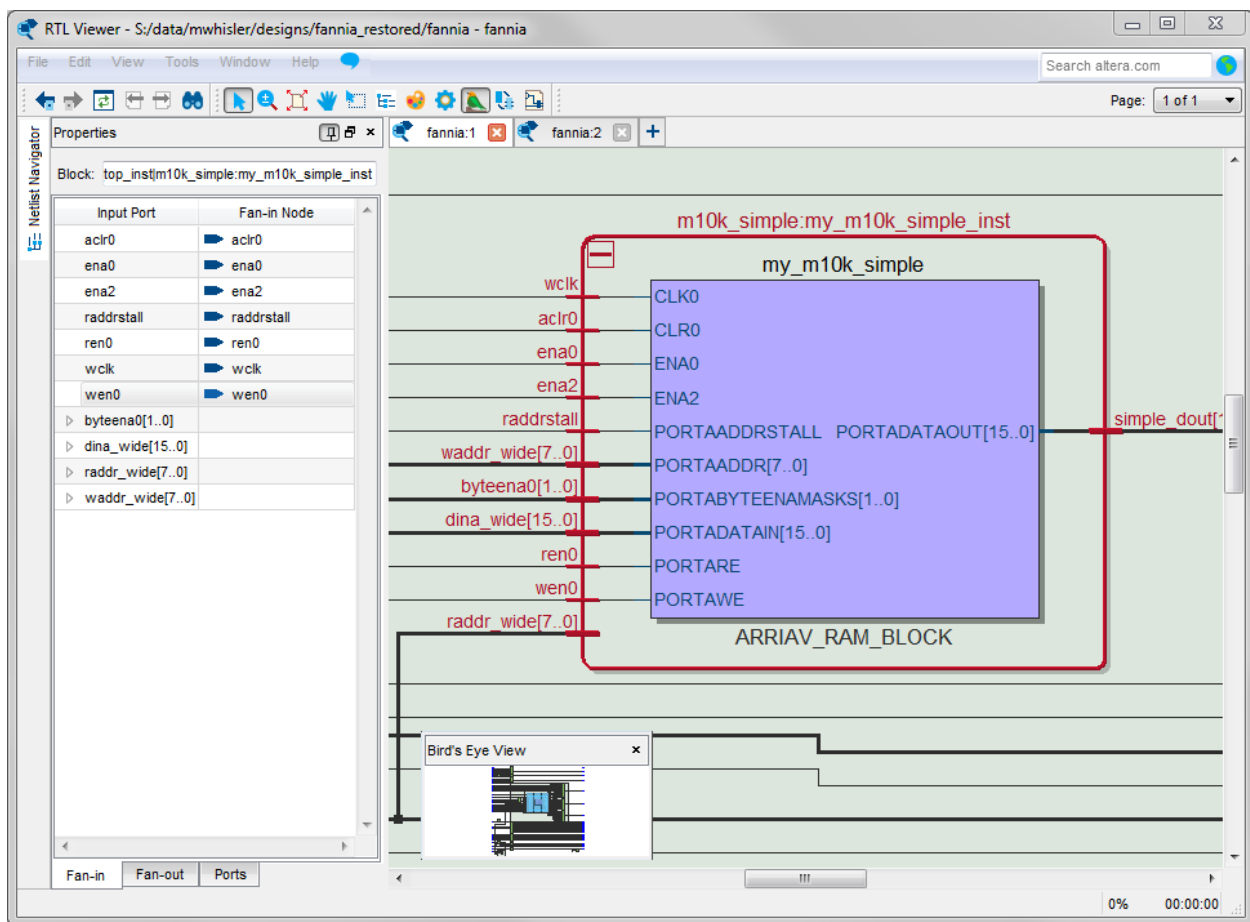 RTL Viewer - S:/data/mwhisler/designs/fannia_restored/fannia - fannia
File Edit View Tools Window Help
Search altera.com
Page: 1 of 1
Netlist Navigator
Properties
fannia:1 fannia:2
Block: top_inst|m10k_simple:my_m10k_simple_inst
Input Port Fan-in Node
aclr0 aclr0
ena0 ena0
ena2 ena2
raddrstall raddrstall
ren0 ren0
wclk wclk
wen0 wen0
byteena0[1..0]
dina_wide[15..0]
raddr_wide[7..0]
waddr_wide[7..0]
m10k_simple:my_m10k_simple_inst
my_m10k_simple
wclk CLK0
aclr0 CLR0
ena0 ENA0
ena2 ENA2
raddrstall PORTAADDRSTALL PORTADATAOUT[15..0] simple_dout[
waddr_wide[7..0] PORTAADDR[7..0]
byteena0[1..0] PORTABYTEENAMASKS[1..0]
dina_wide[15..0] PORTADATAIN[15..0]
ren0 PORTARE
wen0 PORTAWE
raddr_wide[7..0]
ARRIAV_RAM_BLOCK
Bird's Eye View
Fan-in Fan-out Ports
0% 00:00:00